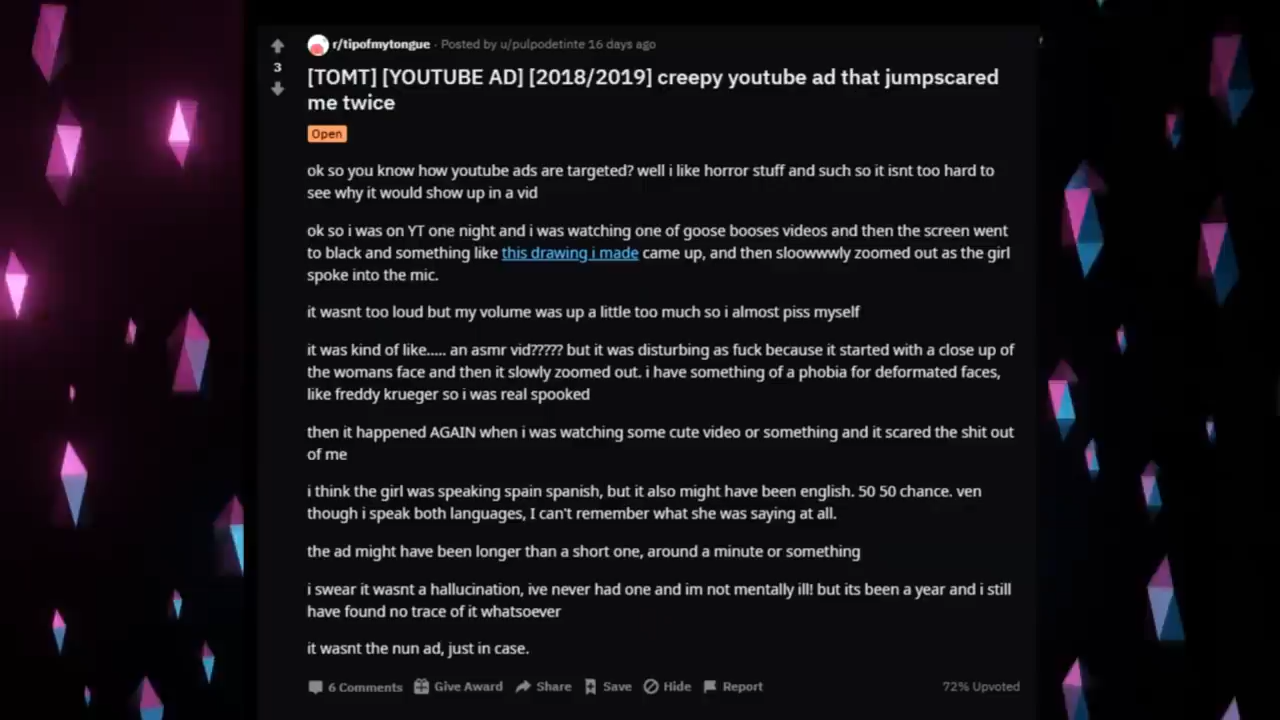 r/tipofmytongue · Posted by u/pulpodetinte 16 days ago
3
[TOMT] [YOUTUBE AD] [2018/2019] creepy youtube ad that jumpscared
me twice
Open
ok so you know how youtube ads are targeted? well i like horror stuff and such so it isnt too hard to
see why it would show up in a vid
ok so i was on YT one night and i was watching one of goose booses videos and then the screen went
to black and something like this drawing i made came up, and then sloowwwly zoomed out as the girl
spoke into the mic.
it wasnt too loud but my volume was up a little too much so i almost piss myself
it was kind of like..... an asmr vid????? but it was disturbing as fuck because it started with a close up of
the womans face and then it slowly zoomed out. i have something of a phobia for deformated faces,
like freddy krueger so i was real spooked
then it happened AGAIN when i was watching some cute video or something and it scared the shit out
of me
i think the girl was speaking spain spanish, but it also might have been english. 50 50 chance. ven
though i speak both languages, I can't remember what she was saying at all.
the ad might have been longer than a short one, around a minute or something
i swear it wasnt a hallucination, ive never had one and im not mentally ill! but its been a year and i still
have found no trace of it whatsoever
it wasnt the nun ad, just in case.
6 Comments Give Award Share Save Hide Report 72% Upvoted